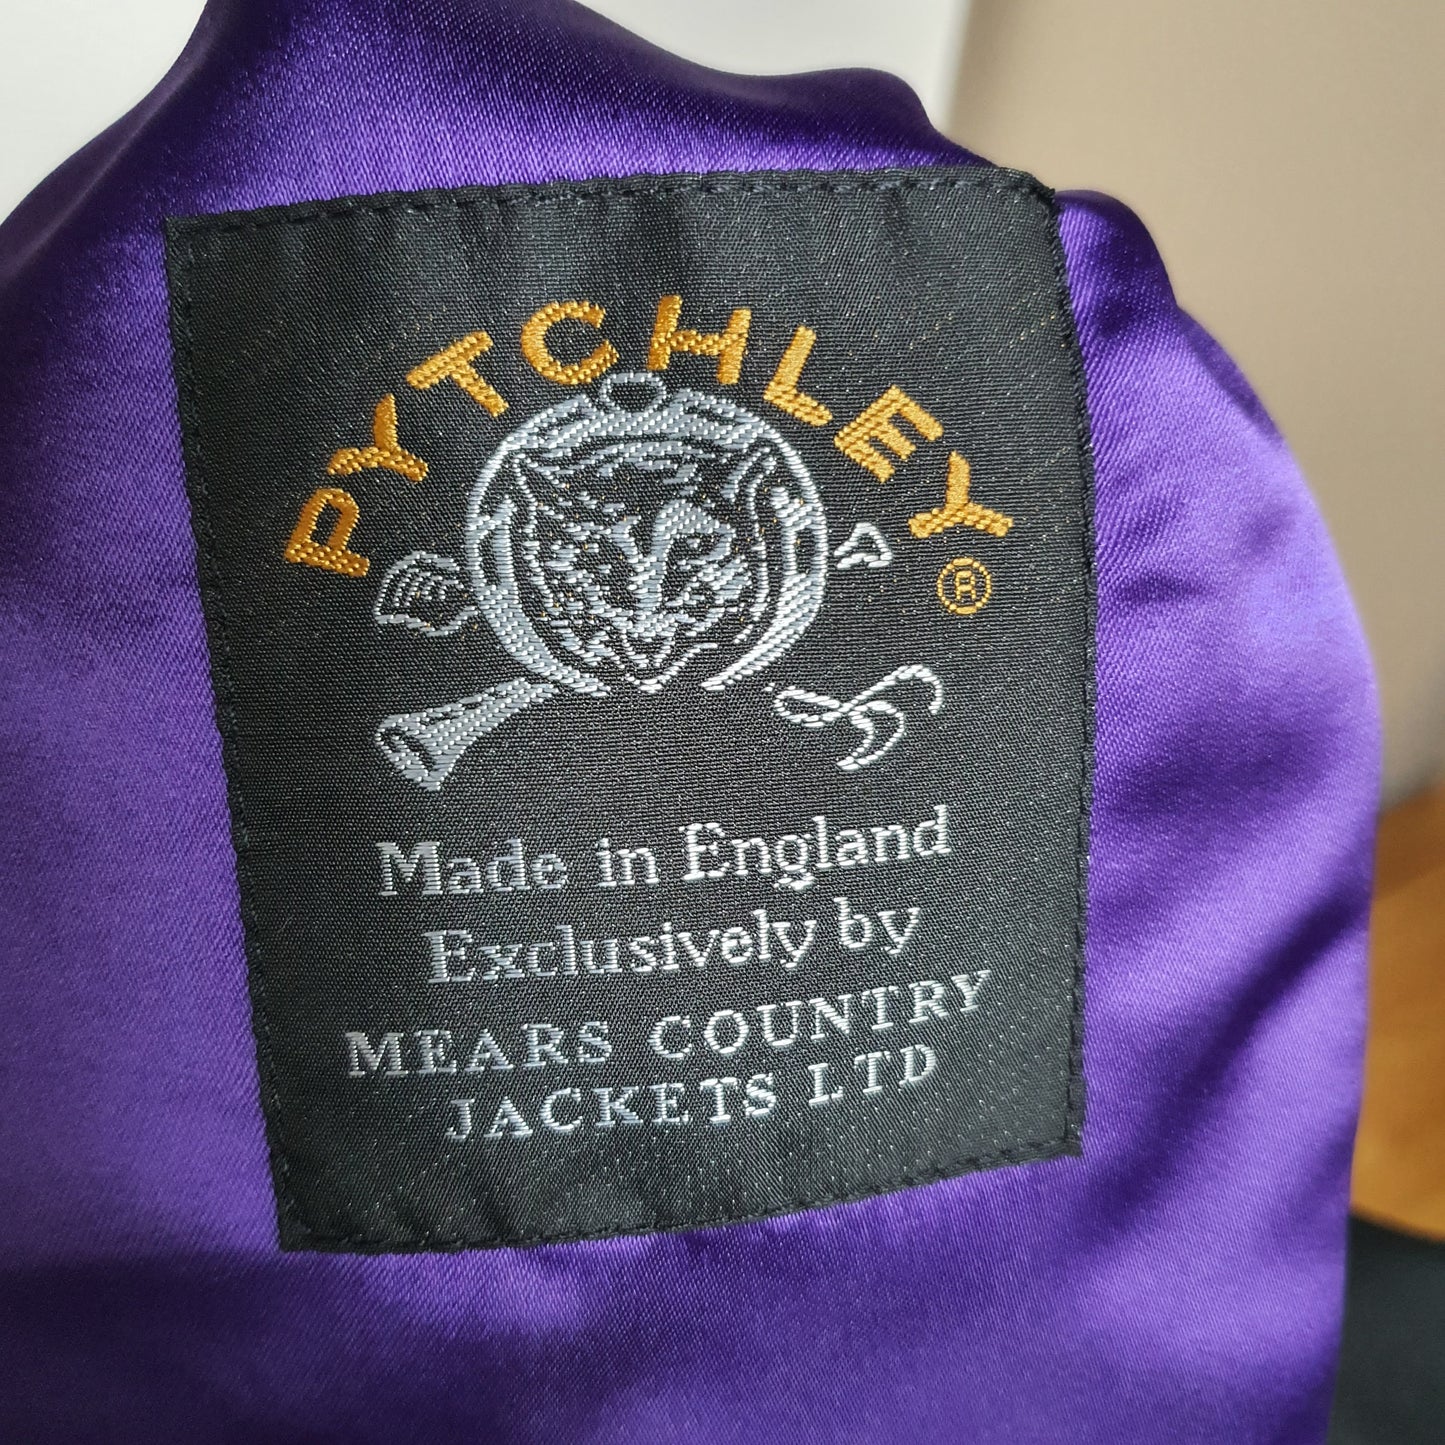 PYTCHLEY®
Made in England
Exclusively by
MEARS COUNTRY
JACKETS LTD